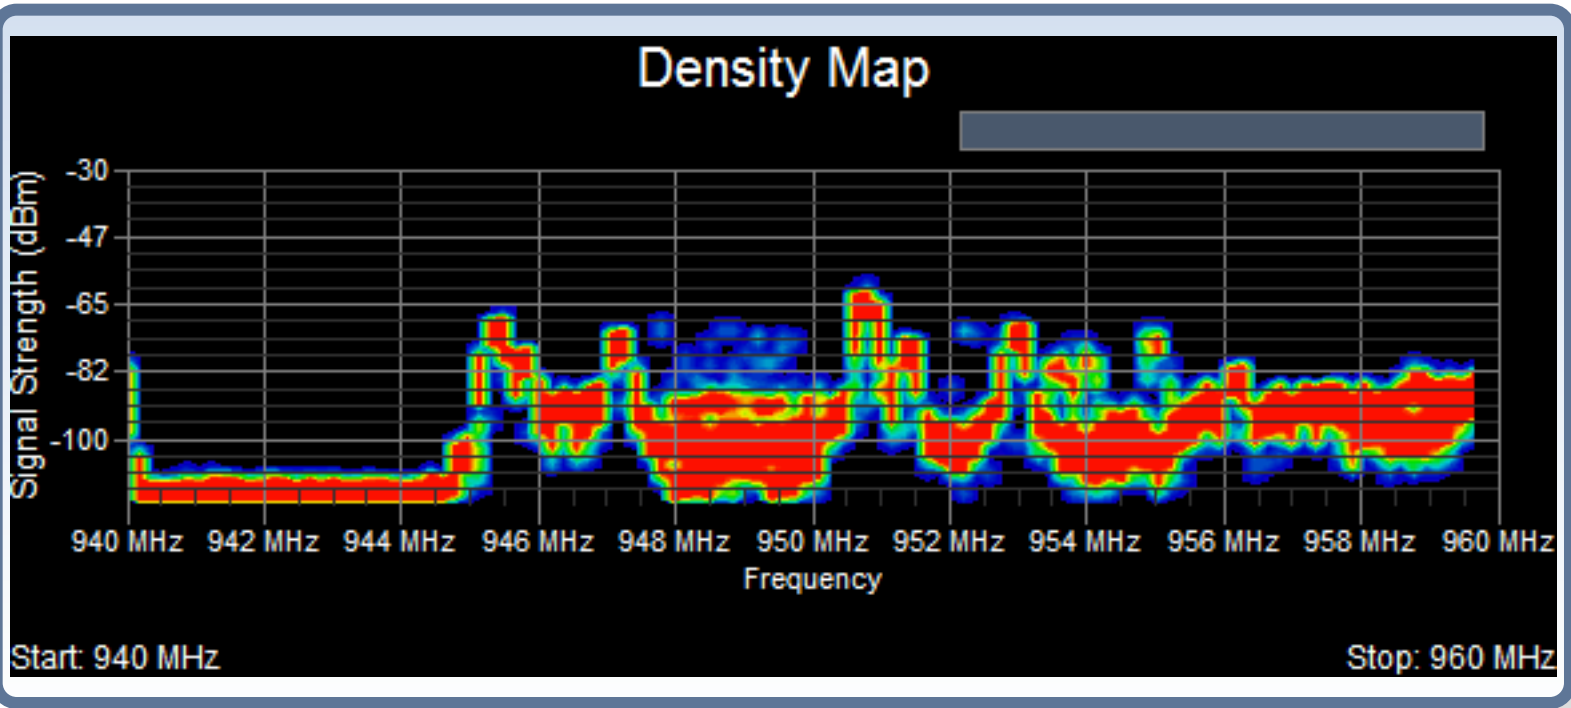 Density Map
Signal Strength (dBm)
-30
-47
-65
-82
-100
940 MHz 942 MHz 944 MHz 946 MHz 948 MHz 950 MHz 952 MHz 954 MHz 956 MHz 958 MHz 960 MHz
Frequency
Start: 940 MHz Stop: 960 MHz